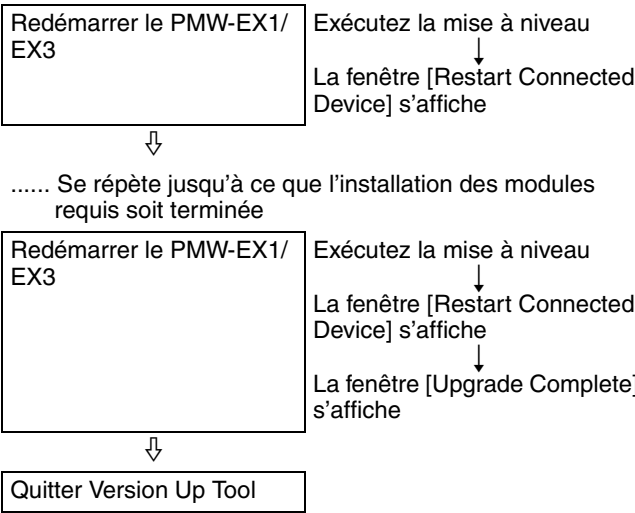 Redémarrer le PMW-EX1/
EX3
Exécutez la mise à niveau
La fenêtre [Restart Connected
Device] s’affiche
...... Se répète jusqu’à ce que l’installation des modules
requis soit terminée
Redémarrer le PMW-EX1/
EX3
Exécutez la mise à niveau
La fenêtre [Restart Connected
Device] s’affiche
La fenêtre [Upgrade Complete]
s’affiche
Quitter Version Up Tool